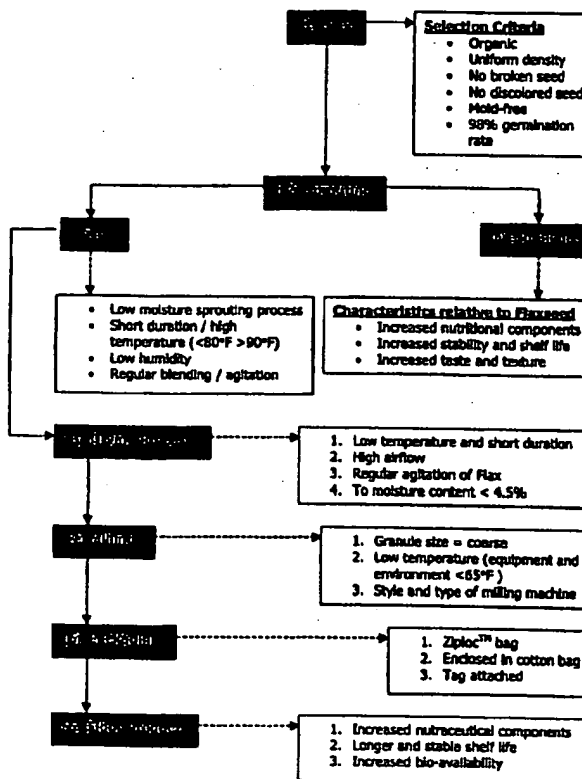 Selection Criteria
• Organic
• Uniform density
• No broken seed
• No discolored seed
• Mold-free
• 98% germination
rate
• Low moisture sprouting process
• Short duration / high
temperature (<80°F >90°F)
• Low humidity
• Regular blending / agitation
Characteristics relative to Flaxseed
• Increased nutritional components
• Increased stability and shelf life
• Increased taste and texture
1. Low temperature and short duration
2. High airflow
3. Regular agitation of Flax
4. To moisture content < 4.5%
1. Granule size = coarse
2. Low temperature (equipment and
environment <65°F )
3. Style and type of milling machine
1. Ziploc™ bag
2. Enclosed in cotton bag
3. Tag attached
1. Increased nutraceutical components
2. Longer and stable shelf life
3. Increased bio-availability